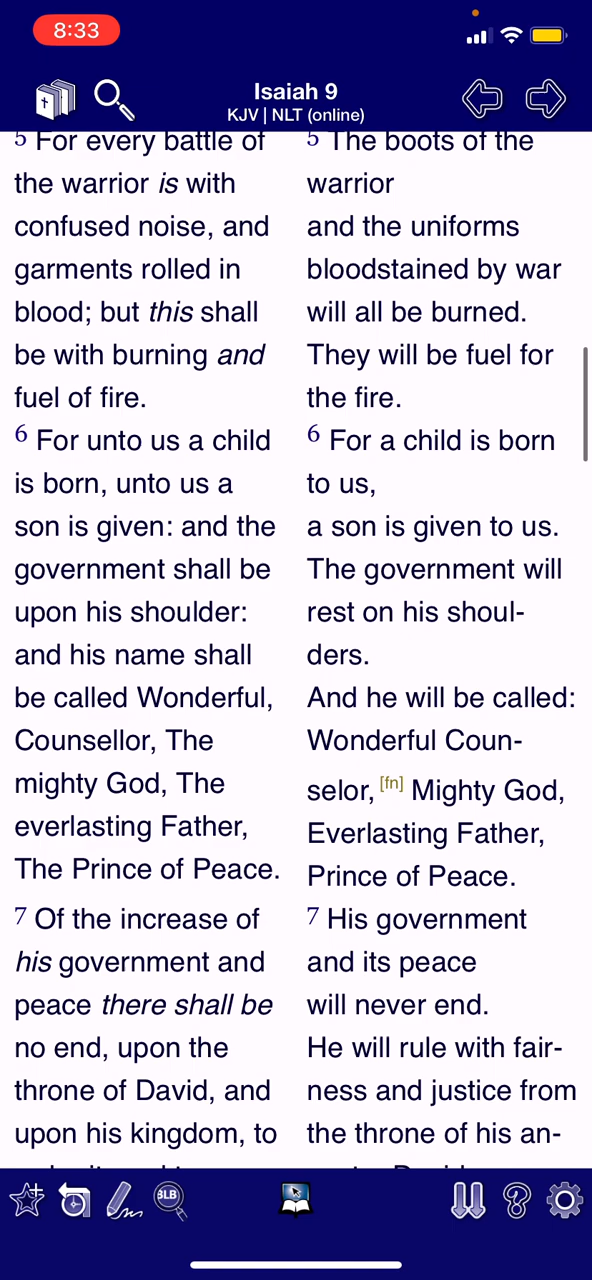 8:33
Isaiah 9
KJV | NLT (online)
5 For every battle of
the warrior is with
confused noise, and
garments rolled in
blood; but this shall
be with burning and
fuel of fire.
6 For unto us a child
is born, unto us a
son is given: and the
government shall be
upon his shoulder:
and his name shall
be called Wonderful,
Counsellor, The
mighty God, The
everlasting Father,
The Prince of Peace.
7 Of the increase of
his government and
peace there shall be
no end, upon the
throne of David, and
upon his kingdom, to
5 The boots of the
warrior
and the uniforms
bloodstained by war
will all be burned.
They will be fuel for
the fire.
6 For a child is born
to us,
a son is given to us.
The government will
rest on his shoul-
ders.
And he will be called:
Wonderful Coun-
selor, [fn] Mighty God,
Everlasting Father,
Prince of Peace.
7 His government
and its peace
will never end.
He will rule with fair-
ness and justice from
the throne of his an-
BLB